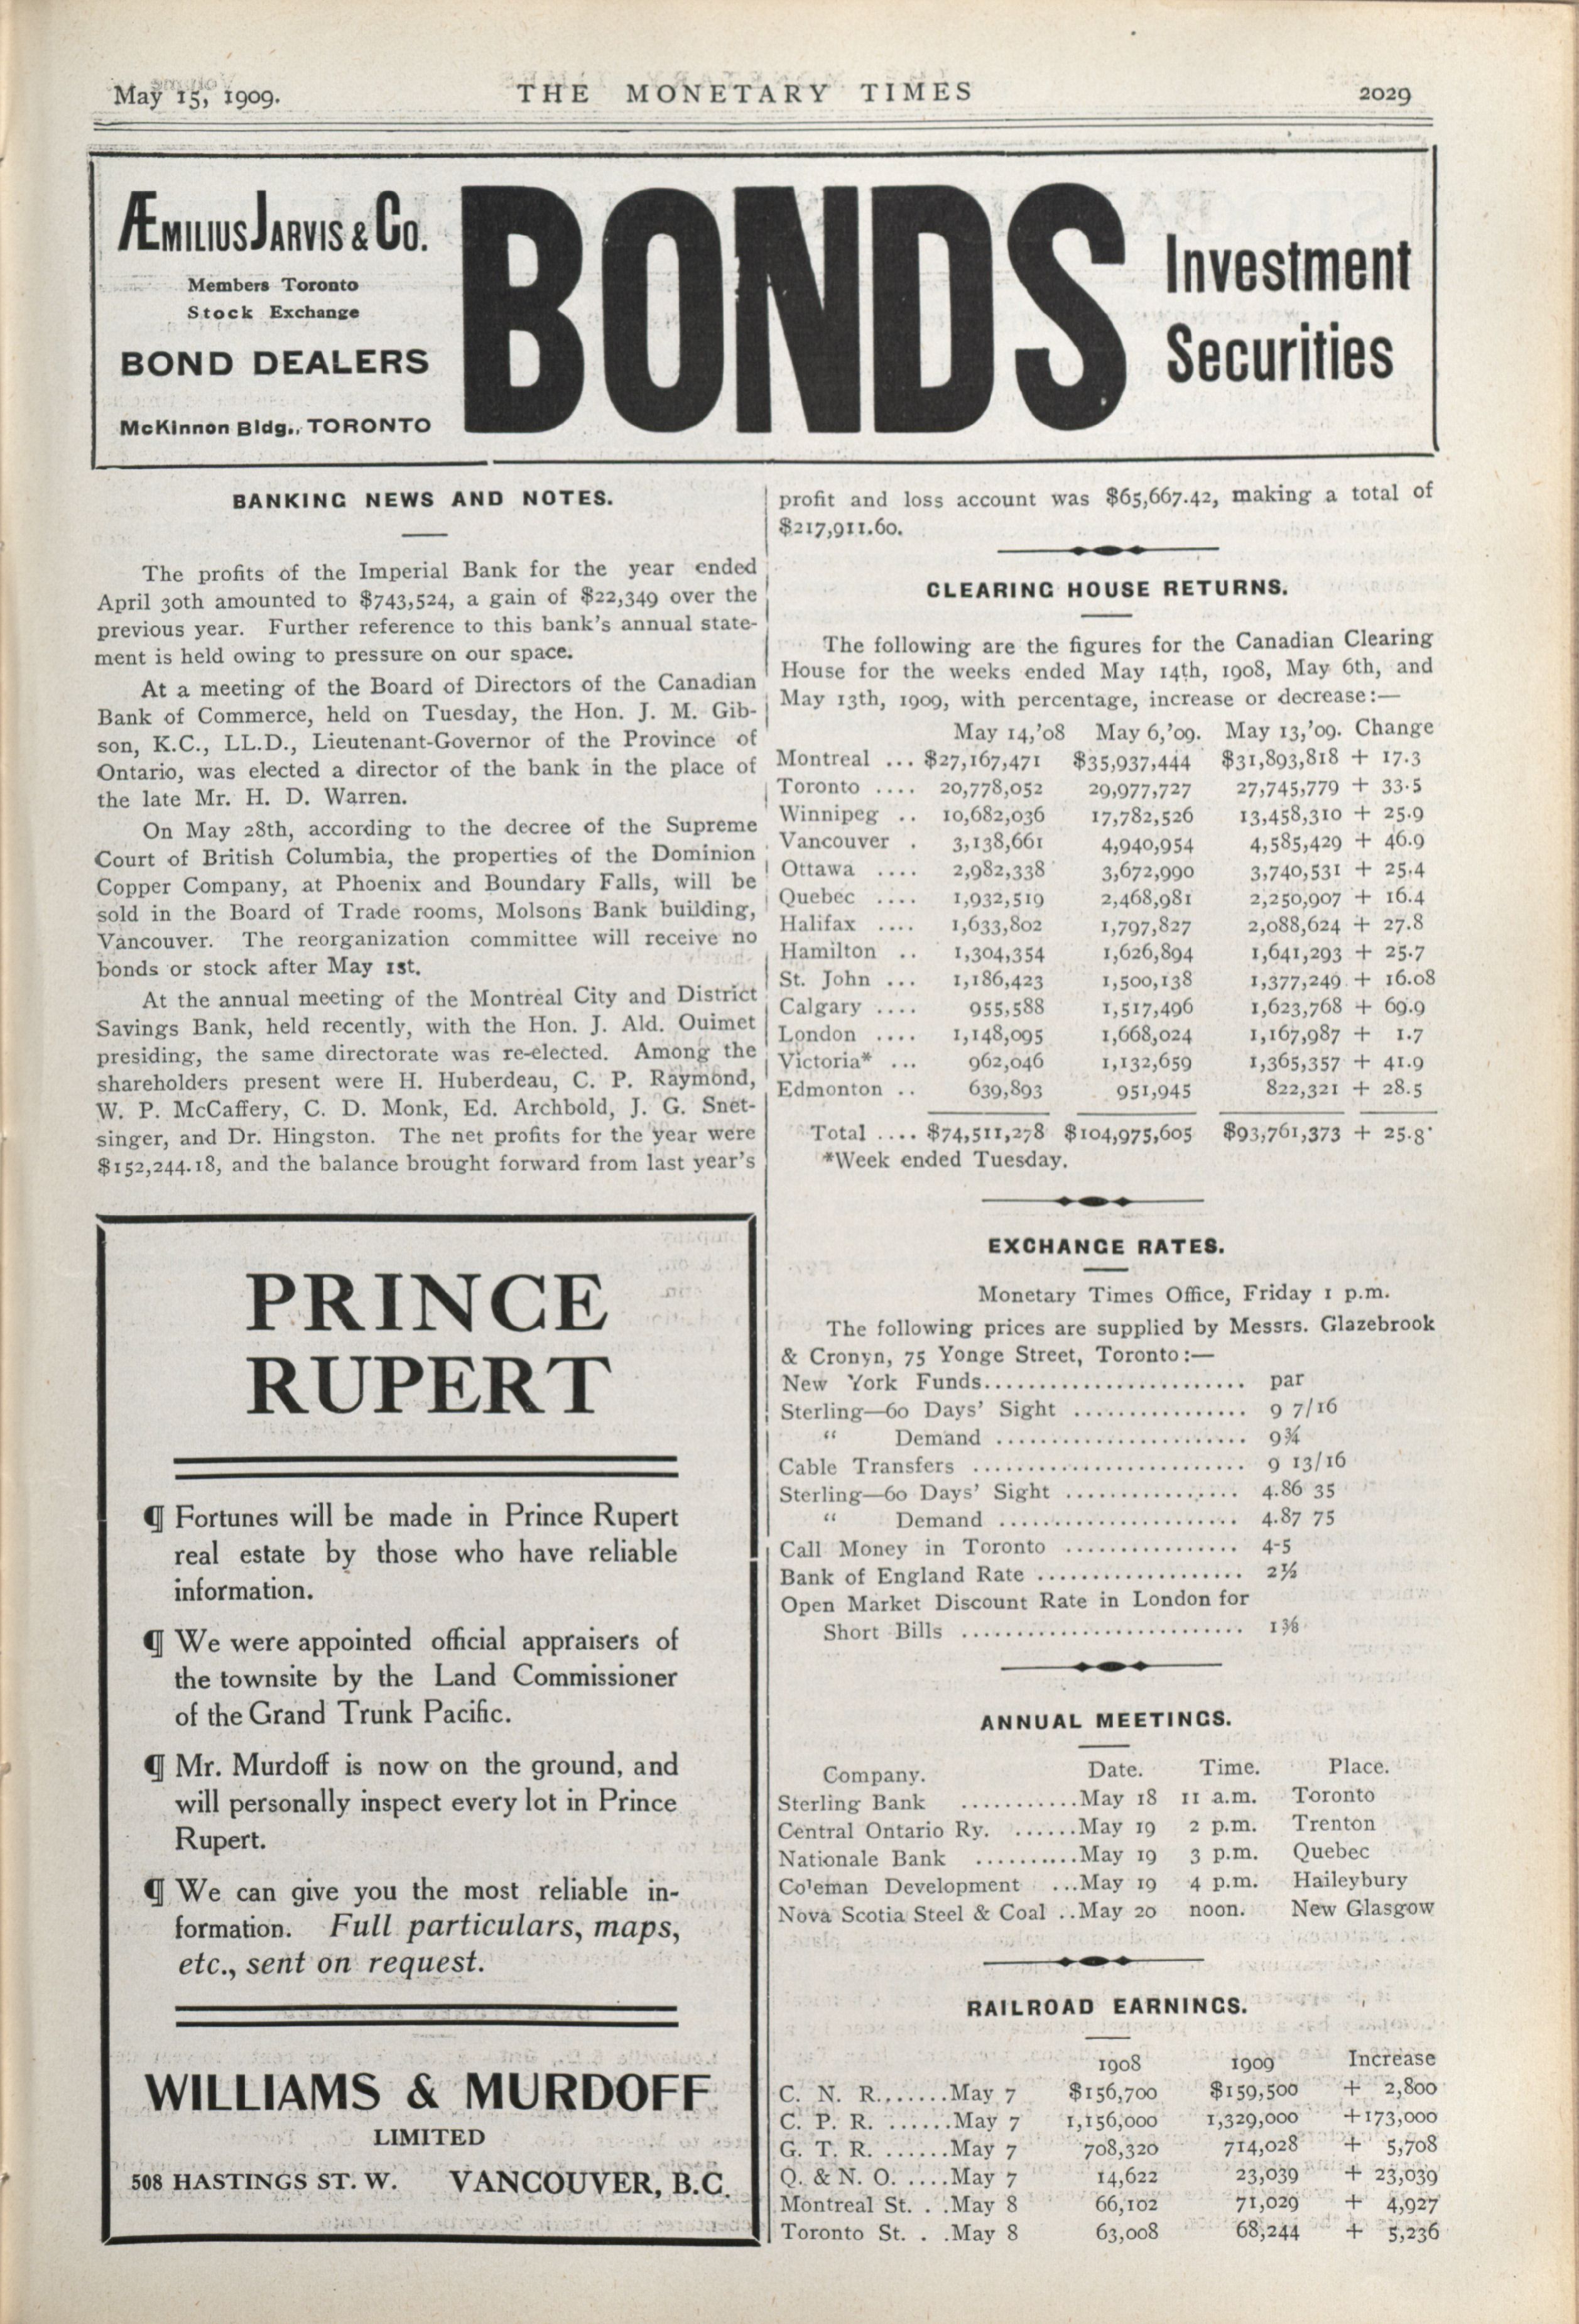 May 15, 1909.
THE MONETARY TIMES
2029
ÆMILIUS JARVIS & CO.
Members Toronto
Stock Exchange
BOND DEALERS
McKinnon Bldg., TORONTO
BONDS
Investment
Securities
BANKING NEWS AND NOTES.
The profits of the Imperial Bank for the year ended
April 30th amounted to $743,524, a gain of $22,349 over the
previous year. Further reference to this bank's annual state-
ment is held owing to pressure on our space.
At a meeting of the Board of Directors of the Canadian
Bank of Commerce, held on Tuesday, the Hon. J. M. Gib-
son, K.C., LL.D., Lieutenant-Governor of the Province of
Ontario, was elected a director of the bank in the place of
the late Mr. H. D. Warren.
On May 28th, according to the decree of the Supreme
Court of British Columbia, the properties of the Dominion
Copper Company, at Phoenix and Boundary Falls, will be
sold in the Board of Trade rooms, Molsons Bank building,
Vancouver. The reorganization committee will receive no
bonds or stock after May 1st.
At the annual meeting of the Montreal City and District
Savings Bank, held recently, with the Hon. J. Ald. Ouimet
presiding, the same directorate was re-elected. Among the
shareholders present were H. Huberdeau, C. P. Raymond,
W. P. McCaffery, C. D. Monk, Ed. Archbold, J. G. Snet-
singer, and Dr. Hingston. The net profits for the year were
$152,244.18, and the balance brought forward from last year's
PRINCE
RUPERT
¶ Fortunes will be made in Prince Rupert
real estate by those who have reliable
information.
¶ We were appointed official appraisers of
the townsite by the Land Commissioner
of the Grand Trunk Pacific.
¶ Mr. Murdoff is now on the ground, and
will personally inspect every lot in Prince
Rupert.
¶ We can give you the most reliable in-
formation. Full particulars, maps,
etc., sent on request.
WILLIAMS & MURDOFF
LIMITED
508 HASTINGS ST. W. VANCOUVER, B.C.
profit and loss account was $65,667.42, making a total of
$217,911.60.
CLEARING HOUSE RETURNS.
The following are the figures for the Canadian Clearing
House for the weeks ended May 14th, 1908, May 6th, and
May 13th, 1909, with percentage, increase or decrease:—
May 14,'08 May 6,'09. May 13,'09. Change
Montreal ... $27,167,471 $35,937,444 $31,893,818 + 17.3
Toronto .... 20,778,052 29,977,727 27,745,779 + 33.5
Winnipeg .. 10,682,036 17,782,526 13,458,310 + 25.9
Vancouver . 3,138,661 4,940,954 4,585,429 + 46.9
Ottawa .... 2,982,338 3,672,990 3,740,531 + 25.4
Quebec .... 1,932,519 2,468,981 2,250,907 + 16.4
Halifax .... 1,633,802 1,797,827 2,088,624 + 27.8
Hamilton .. 1,304,354 1,626,894 1,641,293 + 25.7
St. John ... 1,186,423 1,500,138 1,377,249 + 16.08
Calgary .... 955,588 1,517,496 1,623,768 + 69.9
London .... 1,148,095 1,668,024 1,167,987 + 1.7
Victoria* ... 962,046 1,132,659 1,365,357 + 41.9
Edmonton .. 639,893 951,945 822,321 + 28.5
Total .... $74,511,278 $104,975,605 $93,761,373 + 25.8
*Week ended Tuesday.
EXCHANGE RATES.
Monetary Times Office, Friday 1 p.m.
The following prices are supplied by Messrs. Glazebrook
& Cronyn, 75 Yonge Street, Toronto:—
New York Funds........................ par
Sterling—60 Days' Sight ................ 9 7/16
“ Demand ....................... 9¾
Cable Transfers ......................... 9 13/16
Sterling—60 Days' Sight ................ 4.86 35
“ Demand ...................... 4.87 75
Call Money in Toronto ................ 4-5
Bank of England Rate ................... 2½
Open Market Discount Rate in London for
Short Bills .......................... 1⅜
ANNUAL MEETINGS.
Company. Date. Time. Place.
Sterling Bank ...........May 18 11 a.m. Toronto
Central Ontario Ry. ......May 19 2 p.m. Trenton
Nationale Bank ..........May 19 3 p.m. Quebec
Coleman Development ...May 19 4 p.m. Haileybury
Nova Scotia Steel & Coal ..May 20 noon. New Glasgow
RAILROAD EARNINGS.
1908 1909 Increase
C. N. R.......May 7 $156,700 $159,500 + 2,800
C. P. R. ......May 7 1,156,000 1,329,000 +173,000
G. T. R. ......May 7 708,320 714,028 + 5,708
Q. & N. O. ....May 7 14,622 23,039 + 23,039
Montreal St. . .May 8 66,102 71,029 + 4,927
Toronto St. . .May 8 63,008 68,244 + 5,236